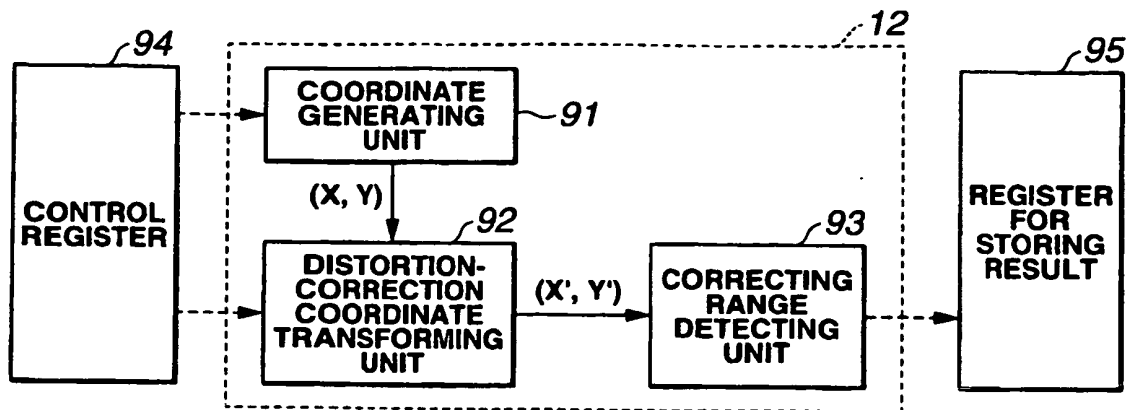 94
12
95
COORDINATE
GENERATING
UNIT
91
(X, Y)
CONTROL
REGISTER
92
DISTORTION-
CORRECTION
COORDINATE
TRANSFORMING
UNIT
(X', Y')
93
CORRECTING
RANGE
DETECTING
UNIT
REGISTER
FOR
STORING
RESULT